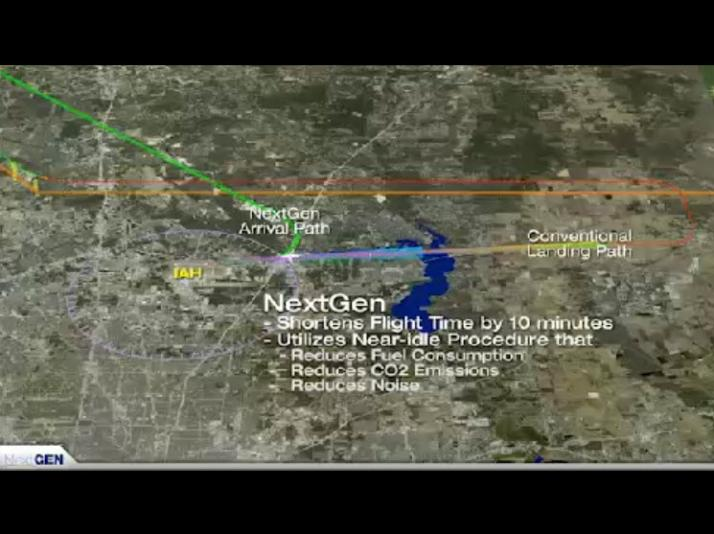 NextGen
Arrival Path
Conventional
Landing Path
IAH
NextGen
- Shortens Flight Time by 10 minutes
- Utilizes Near-idle Procedure that
- Reduces Fuel Consumption
- Reduces CO2 Emissions
- Reduces Noise
NextGEN